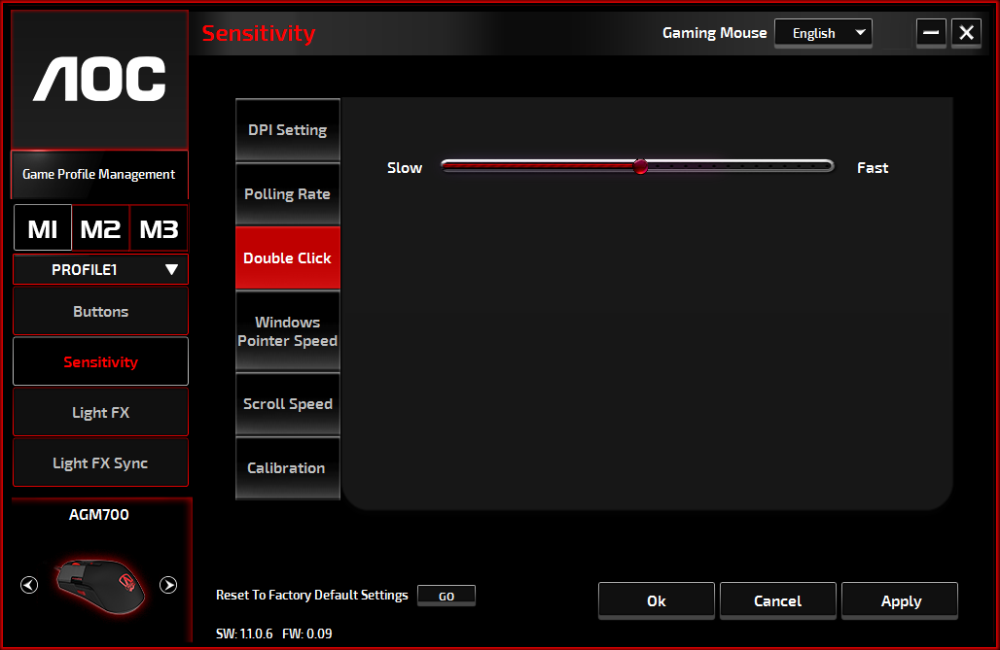 AOC
Sensitivity
Gaming Mouse
English
Game Profile Management
M1 M2 M3
PROFILE1
Buttons
Sensitivity
Light FX
Light FX Sync
AGM700
DPI Setting
Polling Rate
Double Click
Windows
Pointer Speed
Scroll Speed
Calibration
Slow
Fast
Reset To Factory Default Settings
GO
SW: 1.1.0.6 FW: 0.09
Ok
Cancel
Apply